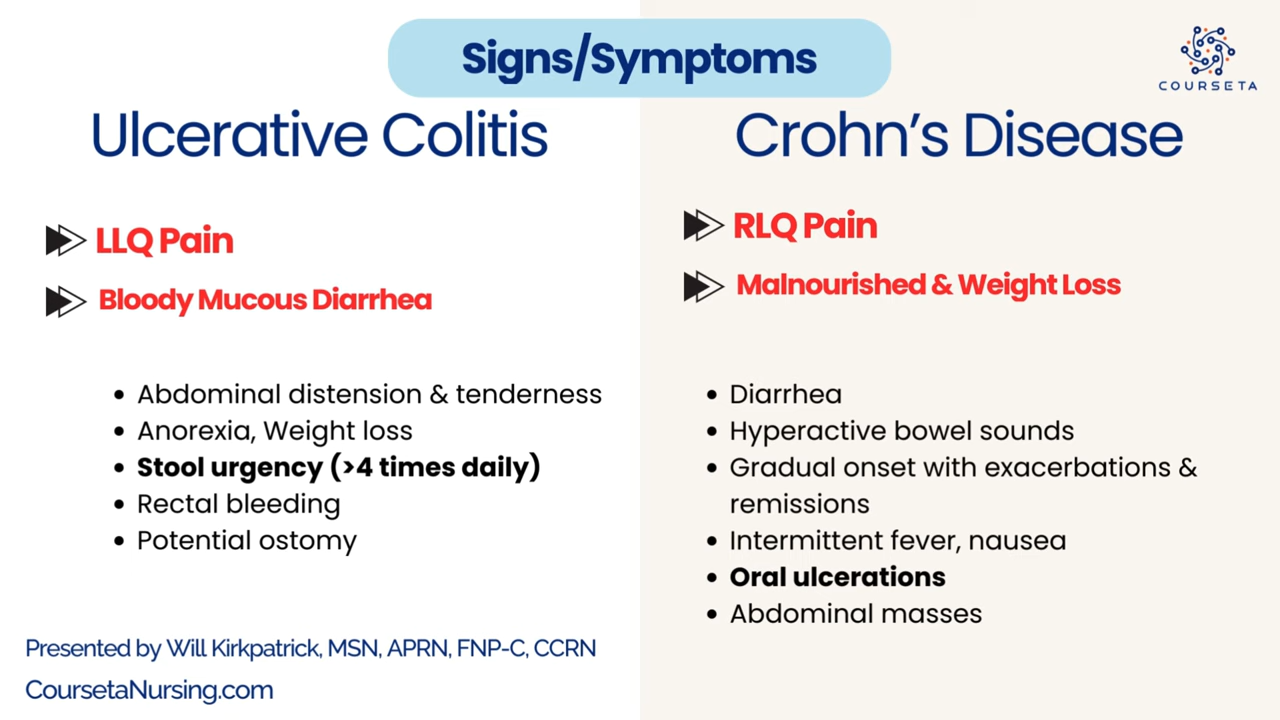 Signs/Symptoms
COURSETA
Ulcerative Colitis
LLQ Pain
Bloody Mucous Diarrhea
• Abdominal distension & tenderness
• Anorexia, Weight loss
• Stool urgency (>4 times daily)
• Rectal bleeding
• Potential ostomy
Crohn's Disease
RLQ Pain
Malnourished & Weight Loss
• Diarrhea
• Hyperactive bowel sounds
• Gradual onset with exacerbations &
remissions
• Intermittent fever, nausea
• Oral ulcerations
• Abdominal masses
Presented by Will Kirkpatrick, MSN, APRN, FNP-C, CCRN
CoursetaNursing.com